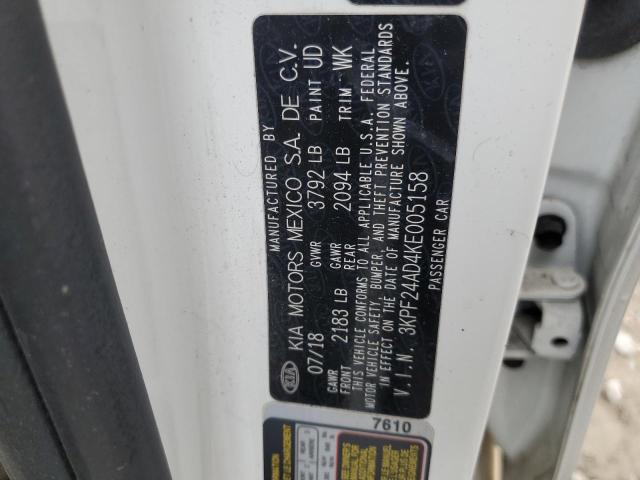 MANUFACTURED BY
KIA KIA MOTORS MEXICO S.A. DE C.V.
07/18 GVWR 3792 LB PAINT UD
GAWR FRONT 2183 LB GAWR REAR 2094 LB TRIM WK
THIS VEHICLE CONFORMS TO ALL APPLICABLE U.S.A. FEDERAL
MOTOR VEHICLE SAFETY, BUMPER, AND THEFT PREVENTION STANDARDS
IN EFFECT ON THE DATE OF MANUFACTURE SHOWN ABOVE.
V.I.N. 3KPF24AD4KE005158
PASSENGER CAR
7610